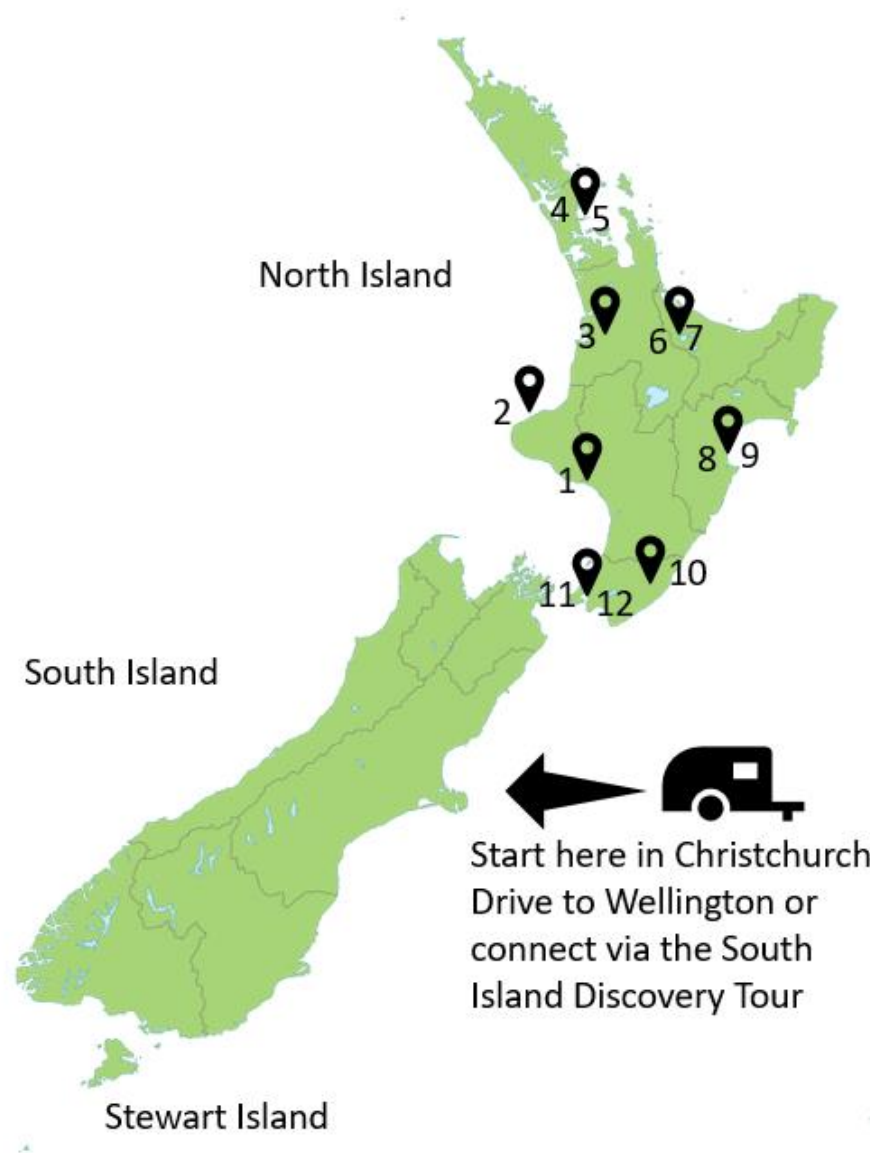 4
5
North Island
3
6
7
2
8
9
1
10
11
12
South Island
Start here in Christchurch
Drive to Wellington or
connect via the South
Island Discovery Tour
Stewart Island